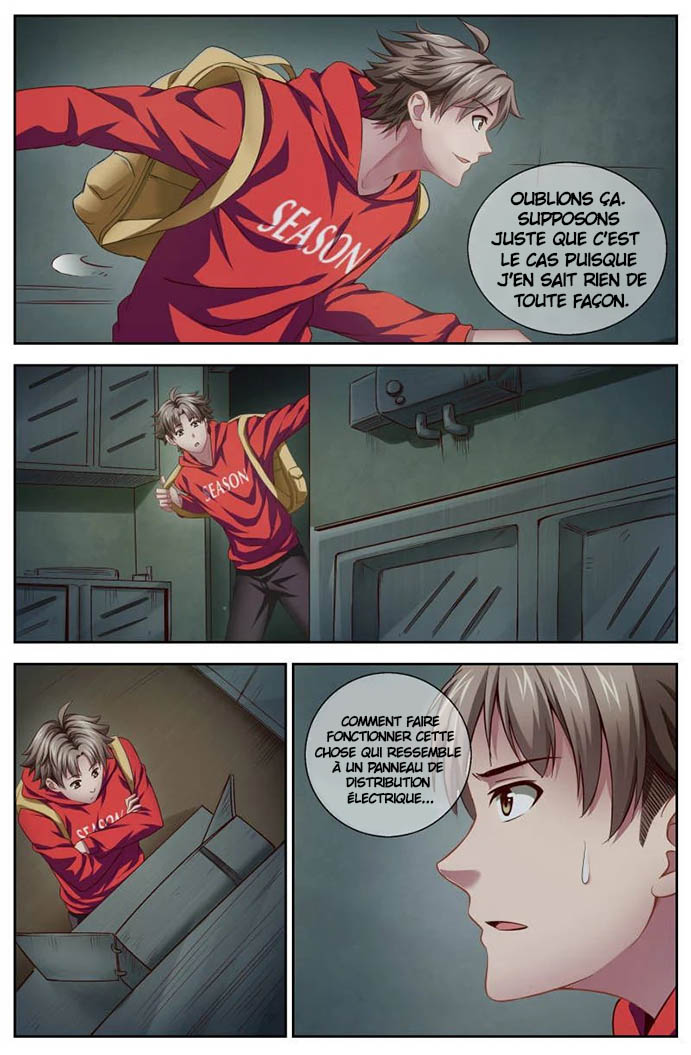 SEASON
OUBLIONS ÇA.
SUPPOSONS
JUSTE QUE C'EST
LE CAS PUISQUE
J'EN SAIT RIEN DE
TOUTE FAÇON.
SEASON
SEASON
COMMENT FAIRE
FONCTIONNER CETTE
CHOSE QUI RESSEMBLE
À UN PANNEAU DE
DISTRIBUTION
ÉLECTRIQUE...